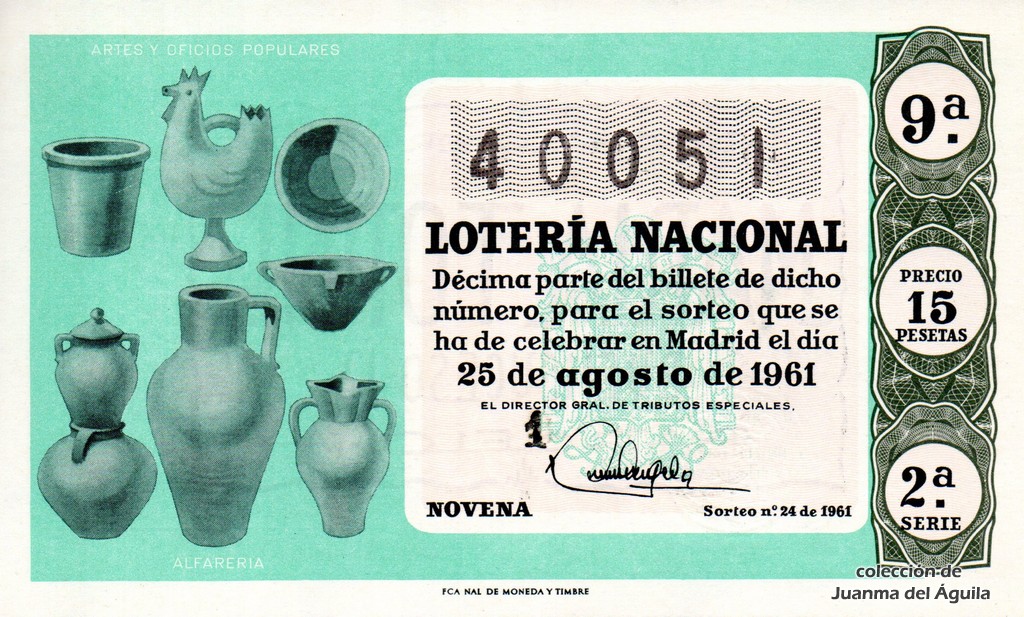 ARTES Y OFICIOS POPULARES
ALFARERIA
40051
LOTERÍA NACIONAL
Décima parte del billete de dicho
número, para el sorteo que se
ha de celebrar en Madrid el día
25 de agosto de 1961
EL DIRECTOR GRAL. DE TRIBUTOS ESPECIALES,
1
NOVENA
Sorteo nº. 24 de 1961
9ª.
PRECIO
15
PESETAS
2ª.
SERIE
FCA NAL DE MONEDA Y TIMBRE
colección de
Juanma del Águila